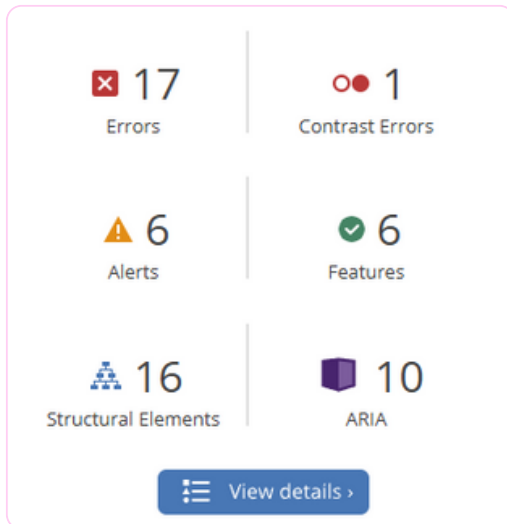 17
Errors
1
Contrast Errors
6
Alerts
6
Features
16
Structural Elements
10
ARIA
View details ›